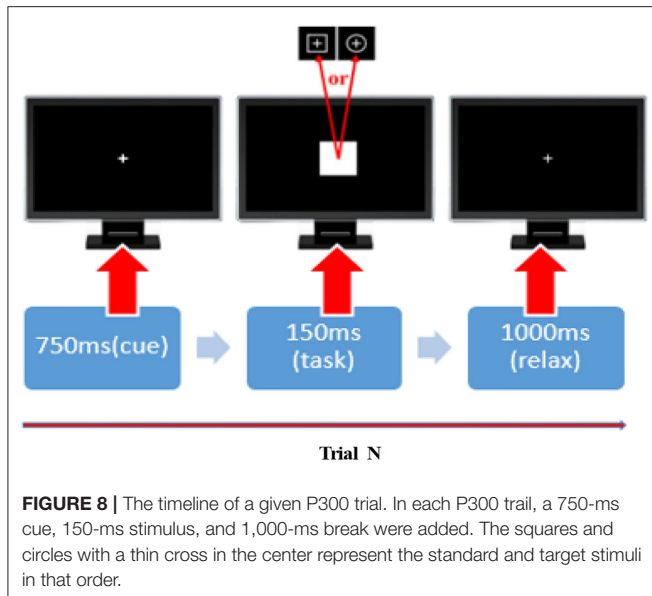 or
750ms(cue)
150ms
(task)
1000ms
(relax)
Trial N
FIGURE 8 | The timeline of a given P300 trial. In each P300 trail, a 750-ms
cue, 150-ms stimulus, and 1,000-ms break were added. The squares and
circles with a thin cross in the center represent the standard and target stimuli
in that order.